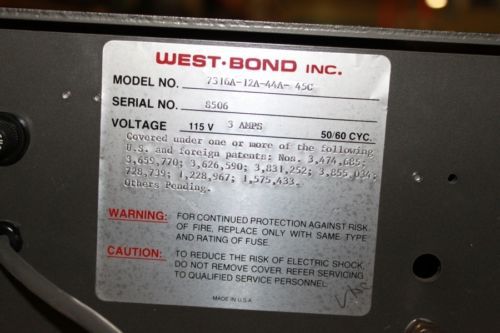 WEST·BOND INC.
MODEL NO. 7316A-12A-44A- 45C
SERIAL NO. 8506
VOLTAGE 115 V 3 AMPS 50/60 CYC.
Covered under one or more of the following
U.S. and foreign patents: Nos. 3,474,685;
3,659,770; 3,626,590; 3,831,252; 3,855,034;
728,739; 1,228,967; 1,575,433.
Others Pending.
WARNING: FOR CONTINUED PROTECTION AGAINST RISK
OF FIRE, REPLACE ONLY WITH SAME TYPE
AND RATING OF FUSE.
CAUTION: TO REDUCE THE RISK OF ELECTRIC SHOCK,
DO NOT REMOVE COVER. REFER SERVICING
TO QUALIFIED SERVICE PERSONNEL.
MADE IN U.S.A.